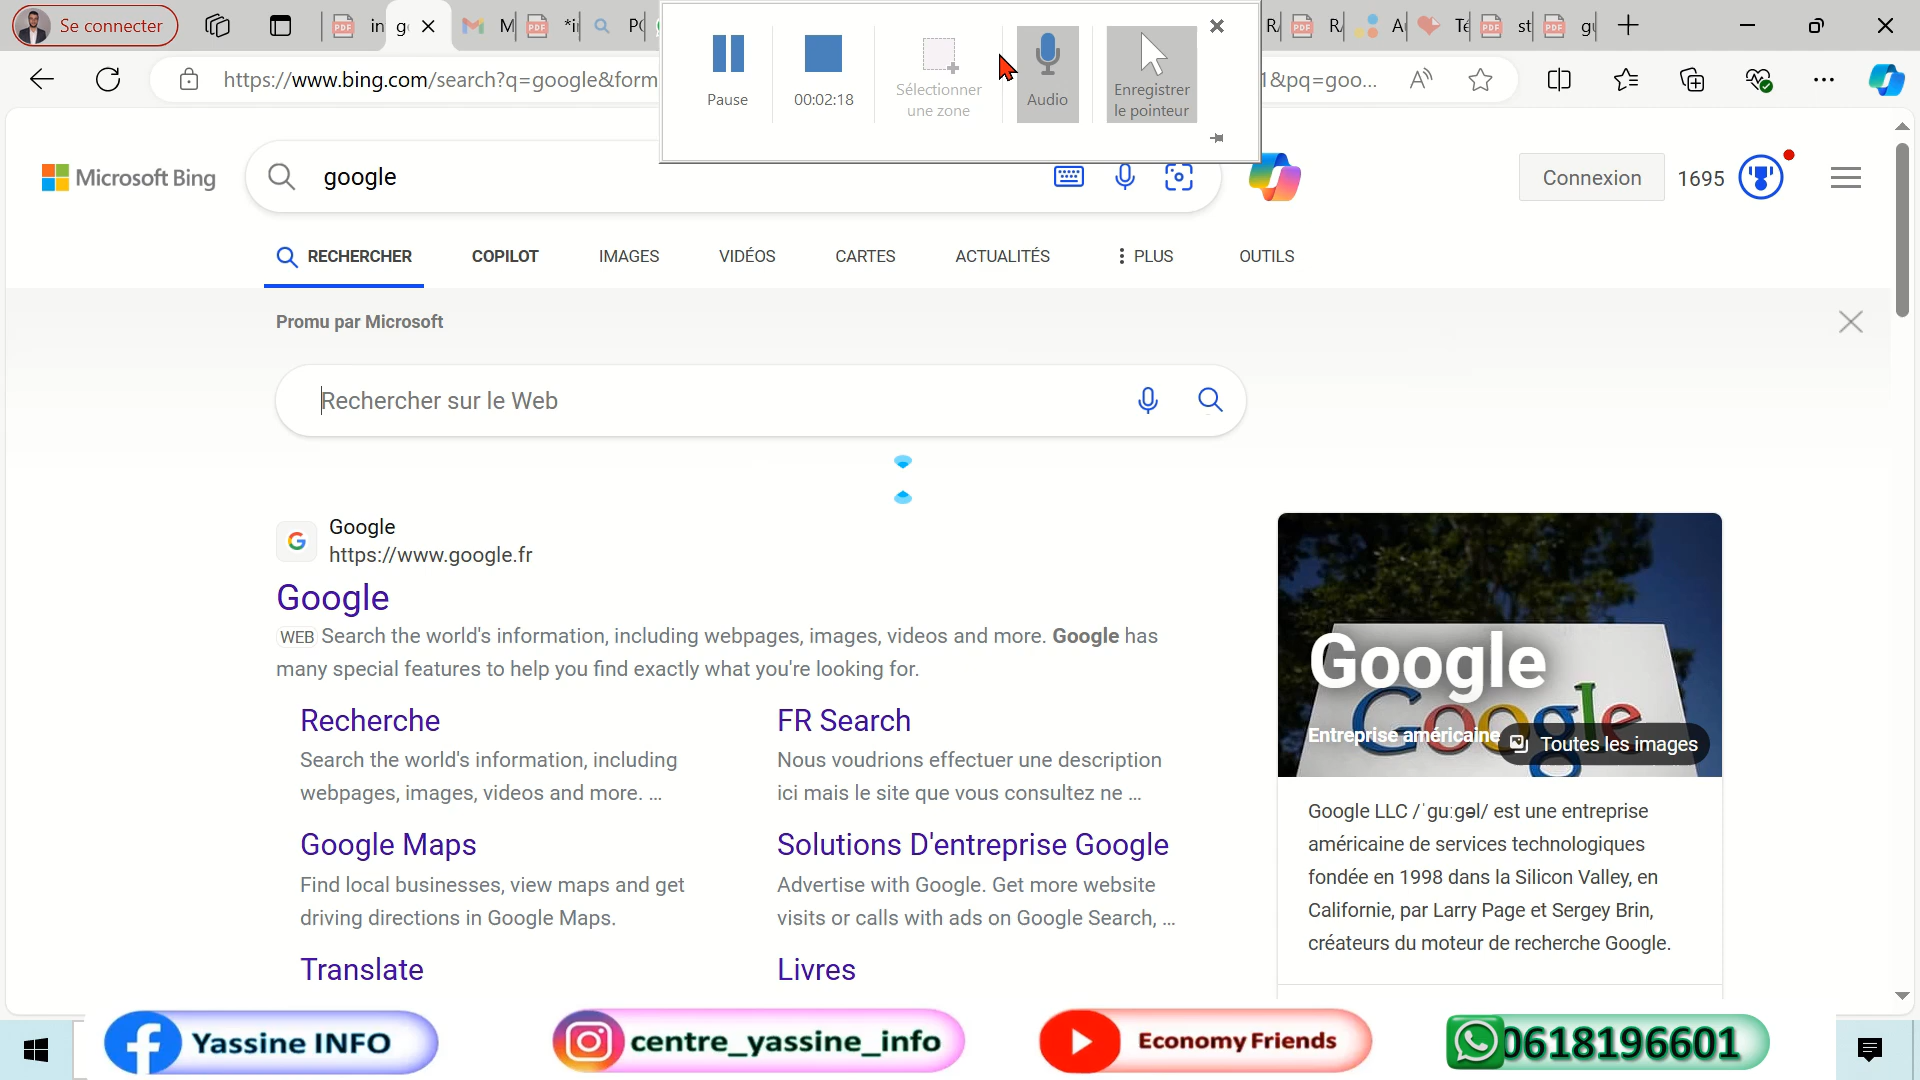 Se connecter
in
g
M
*i
P(
R
A
Te
st
gu
https://www.bing.com/search?q=google&form
1&pq=goo...
Pause
00:02:18
Sélectionner
une zone
Audio
Enregistrer
le pointeur
Microsoft Bing
google
Connexion
1695
RECHERCHER
COPILOT
IMAGES
VIDÉOS
CARTES
ACTUALITÉS
PLUS
OUTILS
Promu par Microsoft
Rechercher sur le Web
Google
https://www.google.fr
Google
WEB Search the world's information, including webpages, images, videos and more. Google has
many special features to help you find exactly what you're looking for.
Recherche
Search the world's information, including
webpages, images, videos and more. ...
FR Search
Nous voudrions effectuer une description
ici mais le site que vous consultez ne ...
Google Maps
Find local businesses, view maps and get
driving directions in Google Maps.
Solutions D'entreprise Google
Advertise with Google. Get more website
visits or calls with ads on Google Search, ...
Translate
Livres
Google
Google
Entreprise américaine
Toutes les images
Google LLC /ˈguːgəl/ est une entreprise
américaine de services technologiques
fondée en 1998 dans la Silicon Valley, en
Californie, par Larry Page et Sergey Brin,
créateurs du moteur de recherche Google.
Yassine INFO
centre_yassine_info
Economy Friends
0618196601